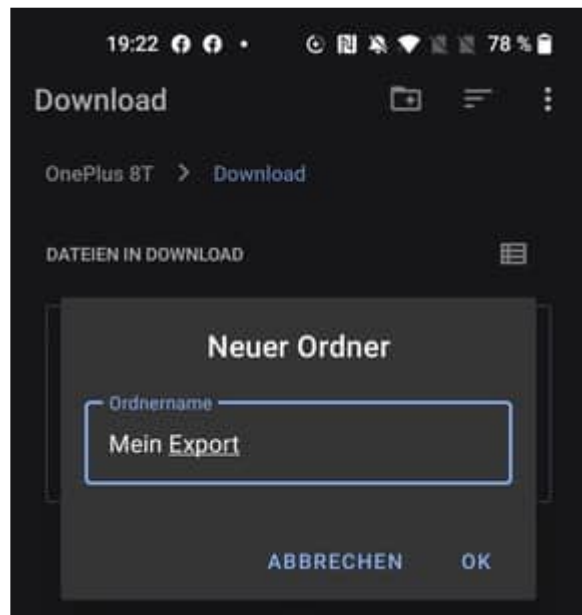 19:22 78 %
Download
OnePlus 8T > Download
DATEIEN IN DOWNLOAD
Neuer Ordner
Ordnername
Mein Export
ABBRECHEN OK